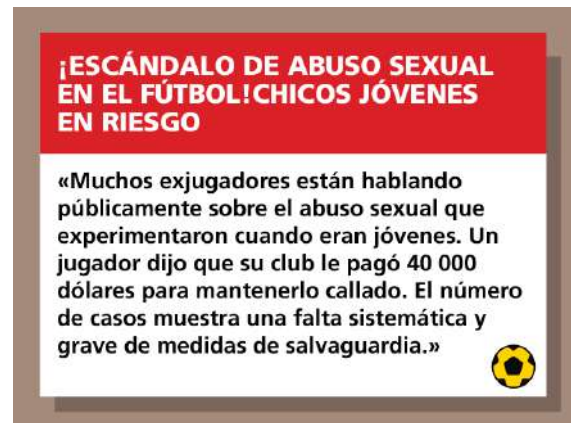 ¡ESCÁNDALO DE ABUSO SEXUAL
EN EL FÚTBOL!CHICOS JÓVENES
EN RIESGO
«Muchos exjugadores están hablando
públicamente sobre el abuso sexual que
experimentaron cuando eran jóvenes. Un
jugador dijo que su club le pagó 40 000
dólares para mantenerlo callado. El número
de casos muestra una falta sistemática y
grave de medidas de salvaguardia.»